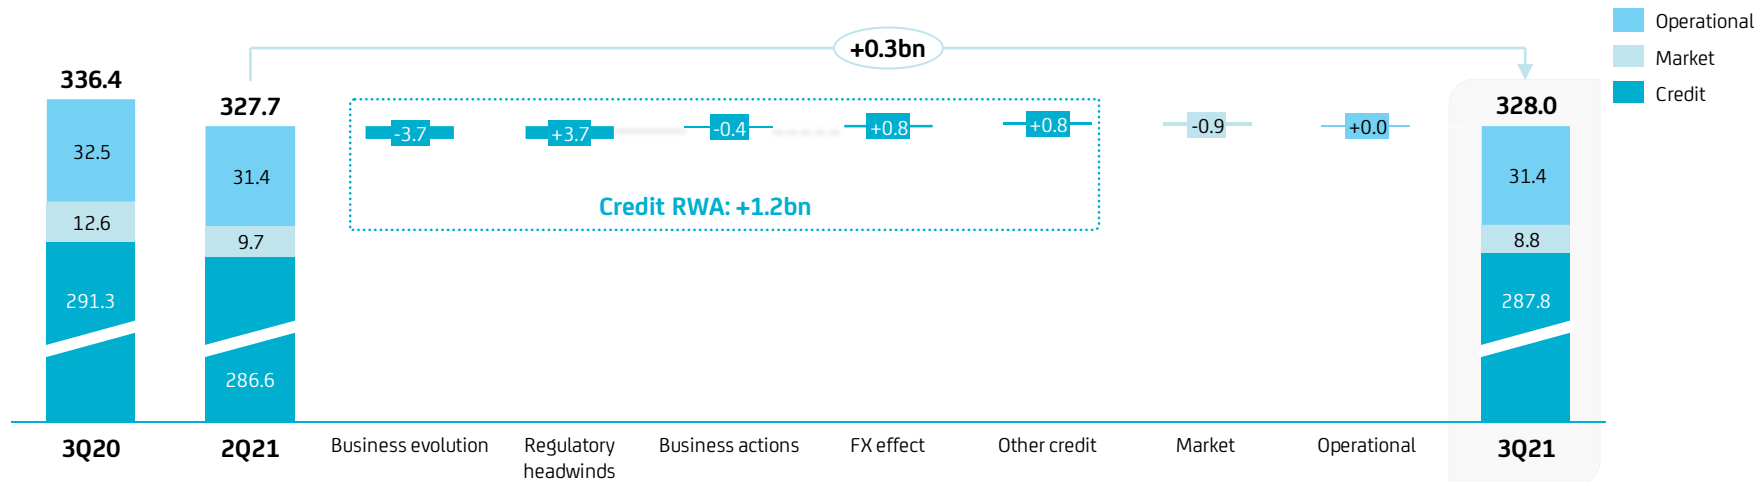 +0.3bn
Operational
Market
Credit
336.4
327.7
328.0
32.5
12.6
291.3
31.4
9.7
286.6
-3.7
+3.7
-0.4
+0.8
+0.8
-0.9
+0.0
Credit RWA: +1.2bn
31.4
8.8
287.8
3Q20
2Q21
Business evolution
Regulatory
headwinds
Business actions
FX effect
Other credit
Market
Operational
3Q21